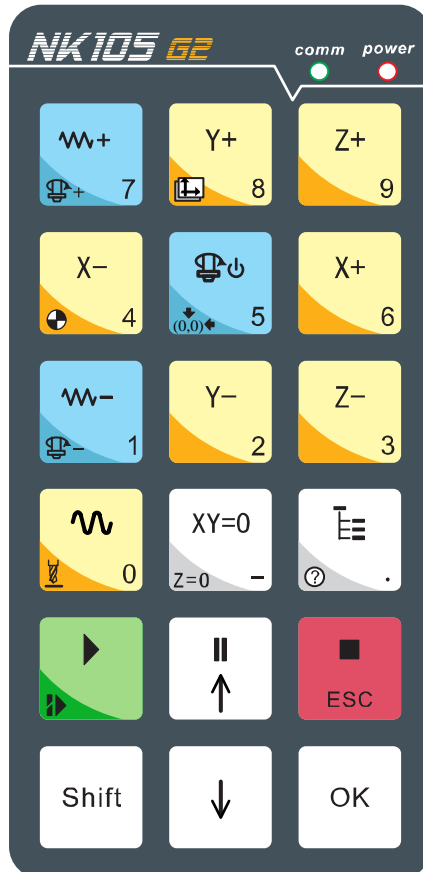 NK105 G2
comm power
+ Y+ Z+
+ 7 8 9
X- X+
4 (0,0) 5 6
- Y- Z-
- 1 2 3
XY=0
0 Z=0 - ? .
ESC
Shift OK